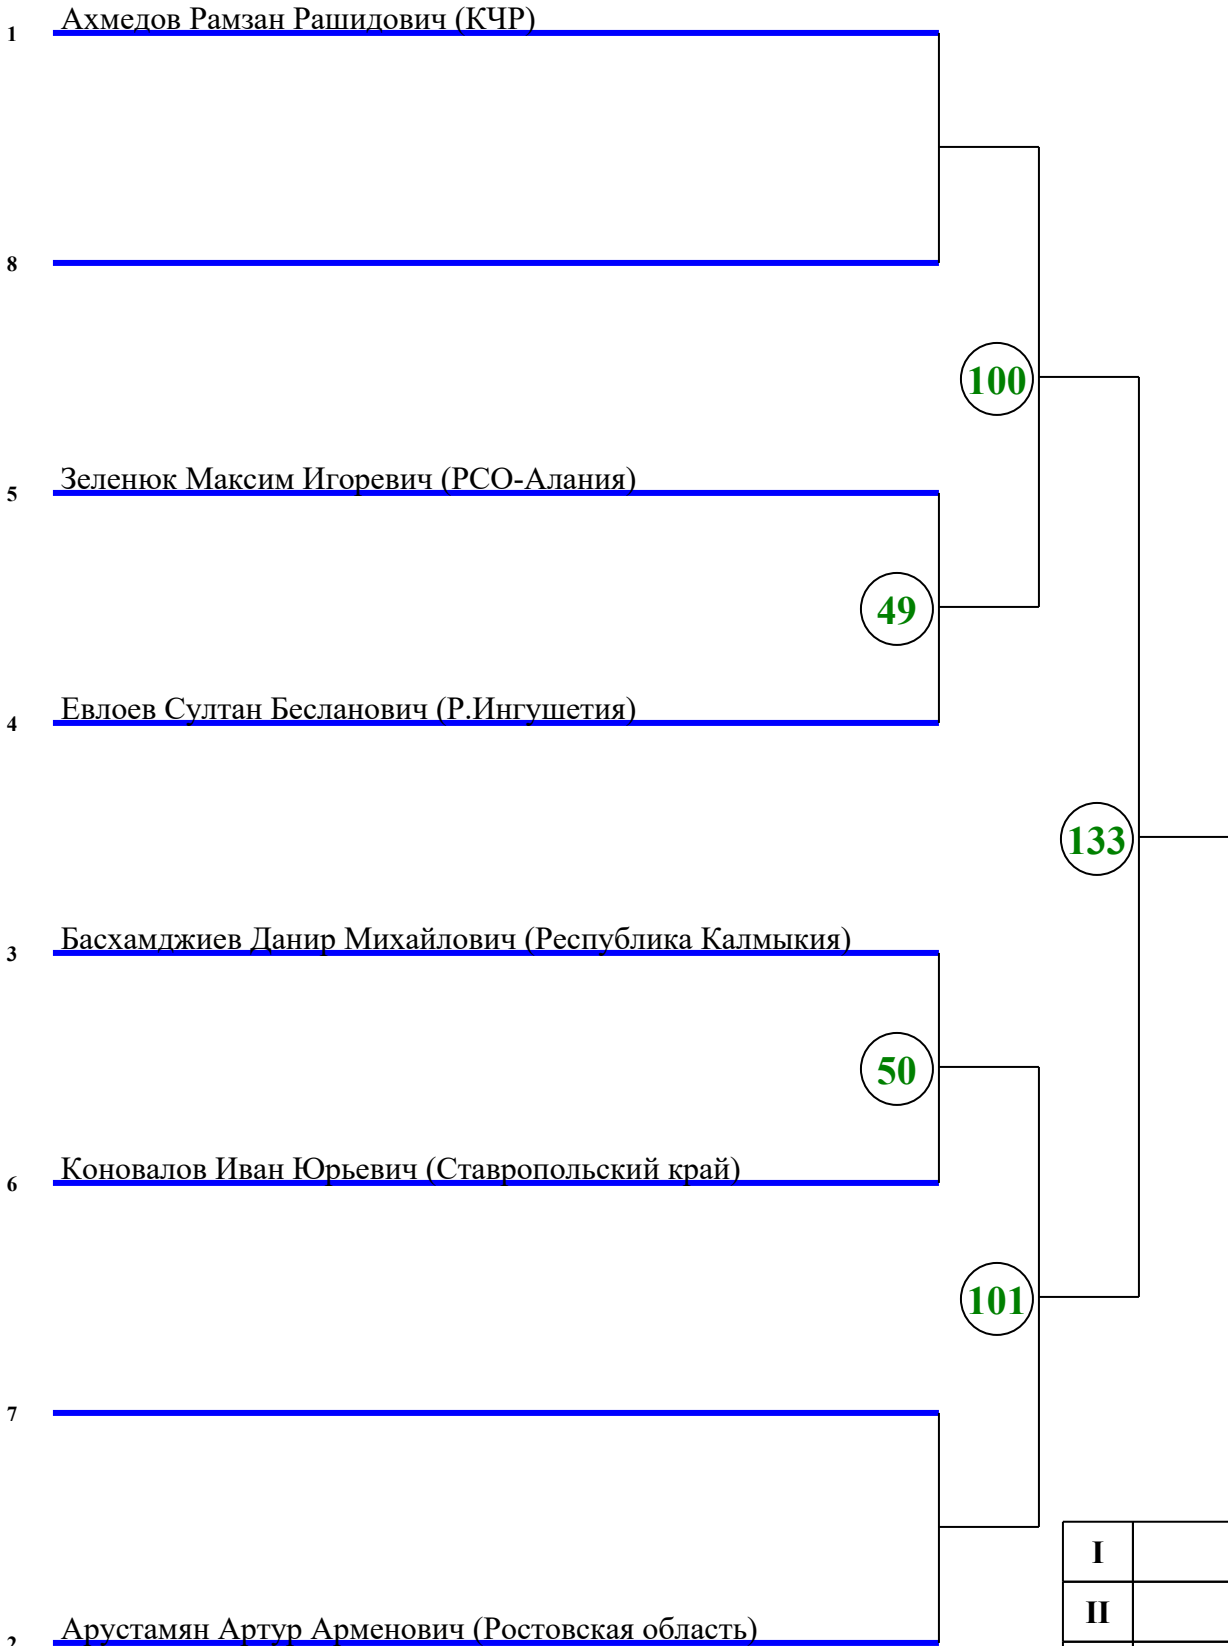 1 Ахмедов Рамзан Рашидович (КЧР)
8
100
5 Зеленюк Максим Игоревич (РСО-Алания)
49
4 Евлоев Султан Бесланович (Р.Ингушетия)
133
3 Басхамджиев Данир Михайлович (Республика Калмыкия)
50
6 Коновалов Иван Юрьевич (Ставропольский край)
101
7
I
II
2 Арустамян Артур Арменович (Ростовская область)